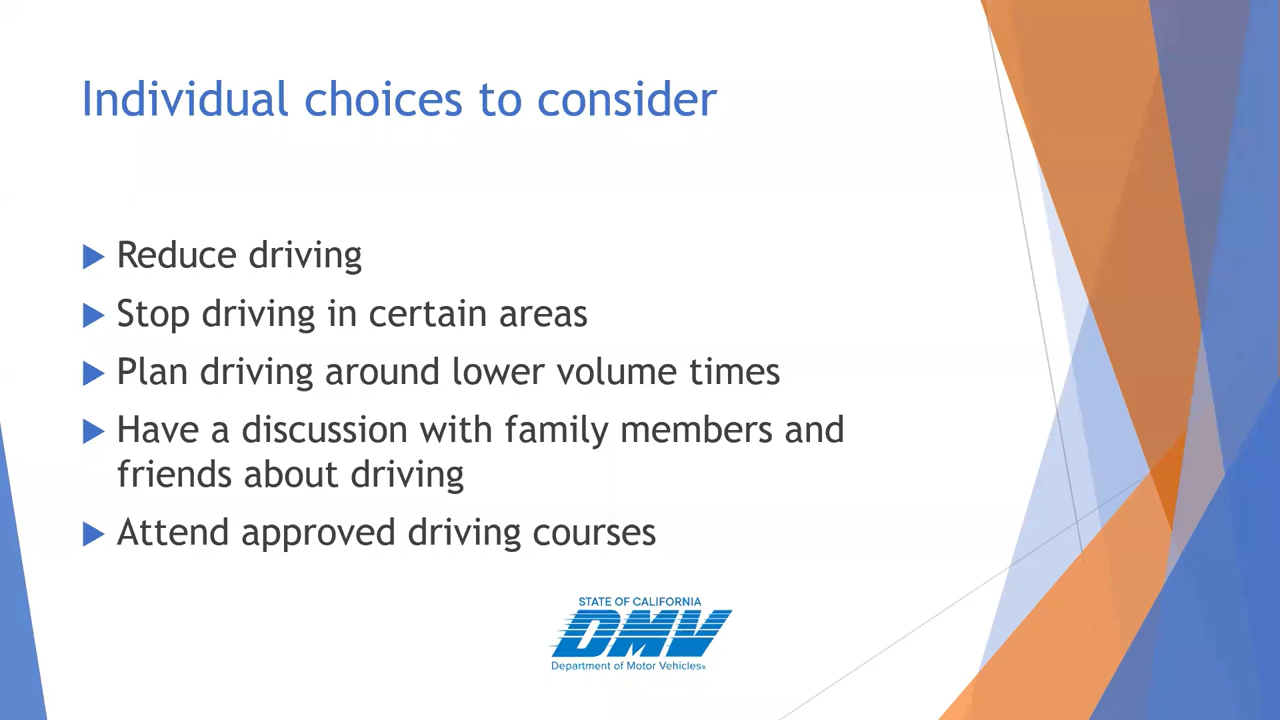 Individual choices to consider
Reduce driving
Stop driving in certain areas
Plan driving around lower volume times
Have a discussion with family members and
friends about driving
Attend approved driving courses
STATE OF CALIFORNIA
DMV
Department of Motor Vehicles